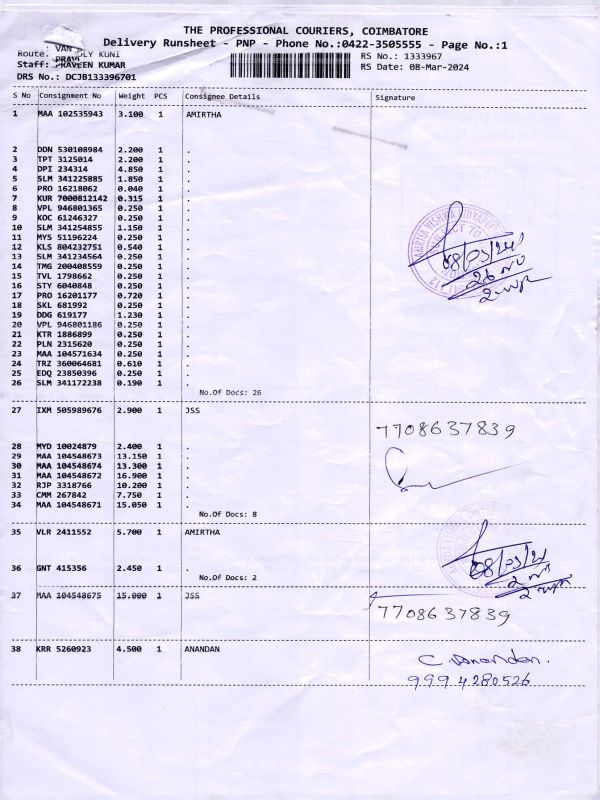 THE PROFESSIONAL COURIERS, COIMBATORE
Delivery Runsheet - PNP - Phone No.:0422-3505555 - Page No.:1
Route: VAN KUNI
RS No.: 1333967
Staff: PRAVEEN KUMAR
RS Date: 08-Mar-2024
DRS No.: DCJB133396701
S No Consignment No Weight PCS Consignee Details Signature
1 MAA 102535943 3.100 1 AMIRTHA
2 DDN 530108984 2.200 1 .
3 TPT 3125014 2.200 1 .
4 DPI 234314 4.850 1 .
5 SLM 341225885 1.850 1 .
6 PRO 16218062 0.040 1 .
7 KUR 7000812142 0.315 1 .
8 VPL 946801365 0.250 1 .
9 KOC 61246327 0.250 1 .
10 SLM 341254855 1.150 1 .
11 MYS 51196224 0.250 1 .
12 KLS 804232751 0.540 1 .
13 SLM 341234564 0.250 1 .
14 TMG 200408559 0.250 1 .
15 TVL 1798662 0.250 1 .
16 STY 6040848 0.250 1 .
17 PRO 16201177 0.720 1 .
18 SKL 681992 0.250 1 .
19 DDG 619177 1.230 1 .
20 VPL 946801186 0.250 1 .
21 KTR 1886899 0.250 1 .
22 PLN 2315620 0.250 1 .
23 MAA 104571634 0.250 1 .
24 TRZ 360064681 0.610 1 .
25 EDQ 23850396 0.250 1 .
26 SLM 341172238 0.190 1 .
No.Of Docs: 26
27 IXM 505989676 2.900 1 JSS
7708637839
28 MYD 10024879 2.400 1 .
29 MAA 104548673 13.150 1 .
30 MAA 104548674 13.300 1 .
31 MAA 104548672 16.900 1 .
32 RJP 3318766 10.200 1 .
33 CMM 267842 7.750 1 .
34 MAA 104548671 15.050 1 .
No.Of Docs: 8
35 VLR 2411552 5.700 1 AMIRTHA
36 GNT 415356 2.450 1 .
No.Of Docs: 2
37 MAA 104548675 15.000 1 JSS
7708637839
38 KRR 5260923 4.500 1 ANANDAN
C. Anandan.
9994280526